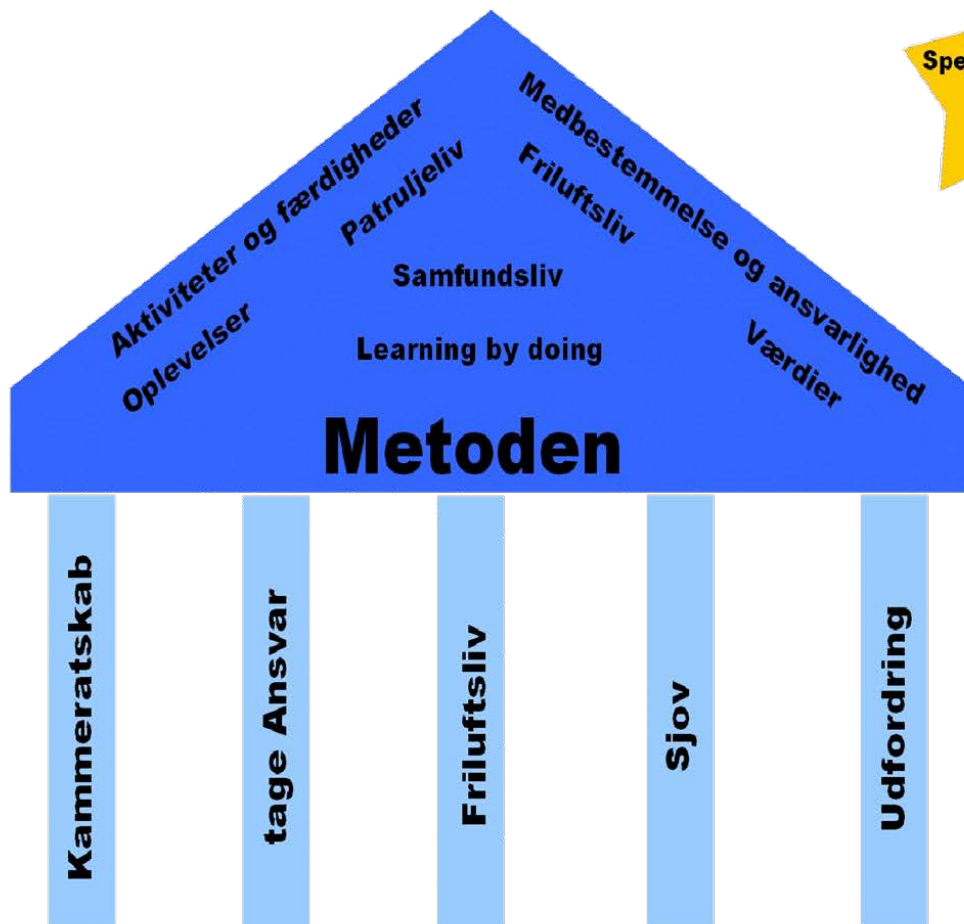 Spe
Aktiviteter og færdigheder
Medbestemmelse og ansvarlighed
Patruljeliv
Friluftsliv
Samfundsliv
Oplevelser
Learning by doing
Værdier
Metoden
Kammeratskab
tage Ansvar
Friluftsliv
Sjov
Udfordring